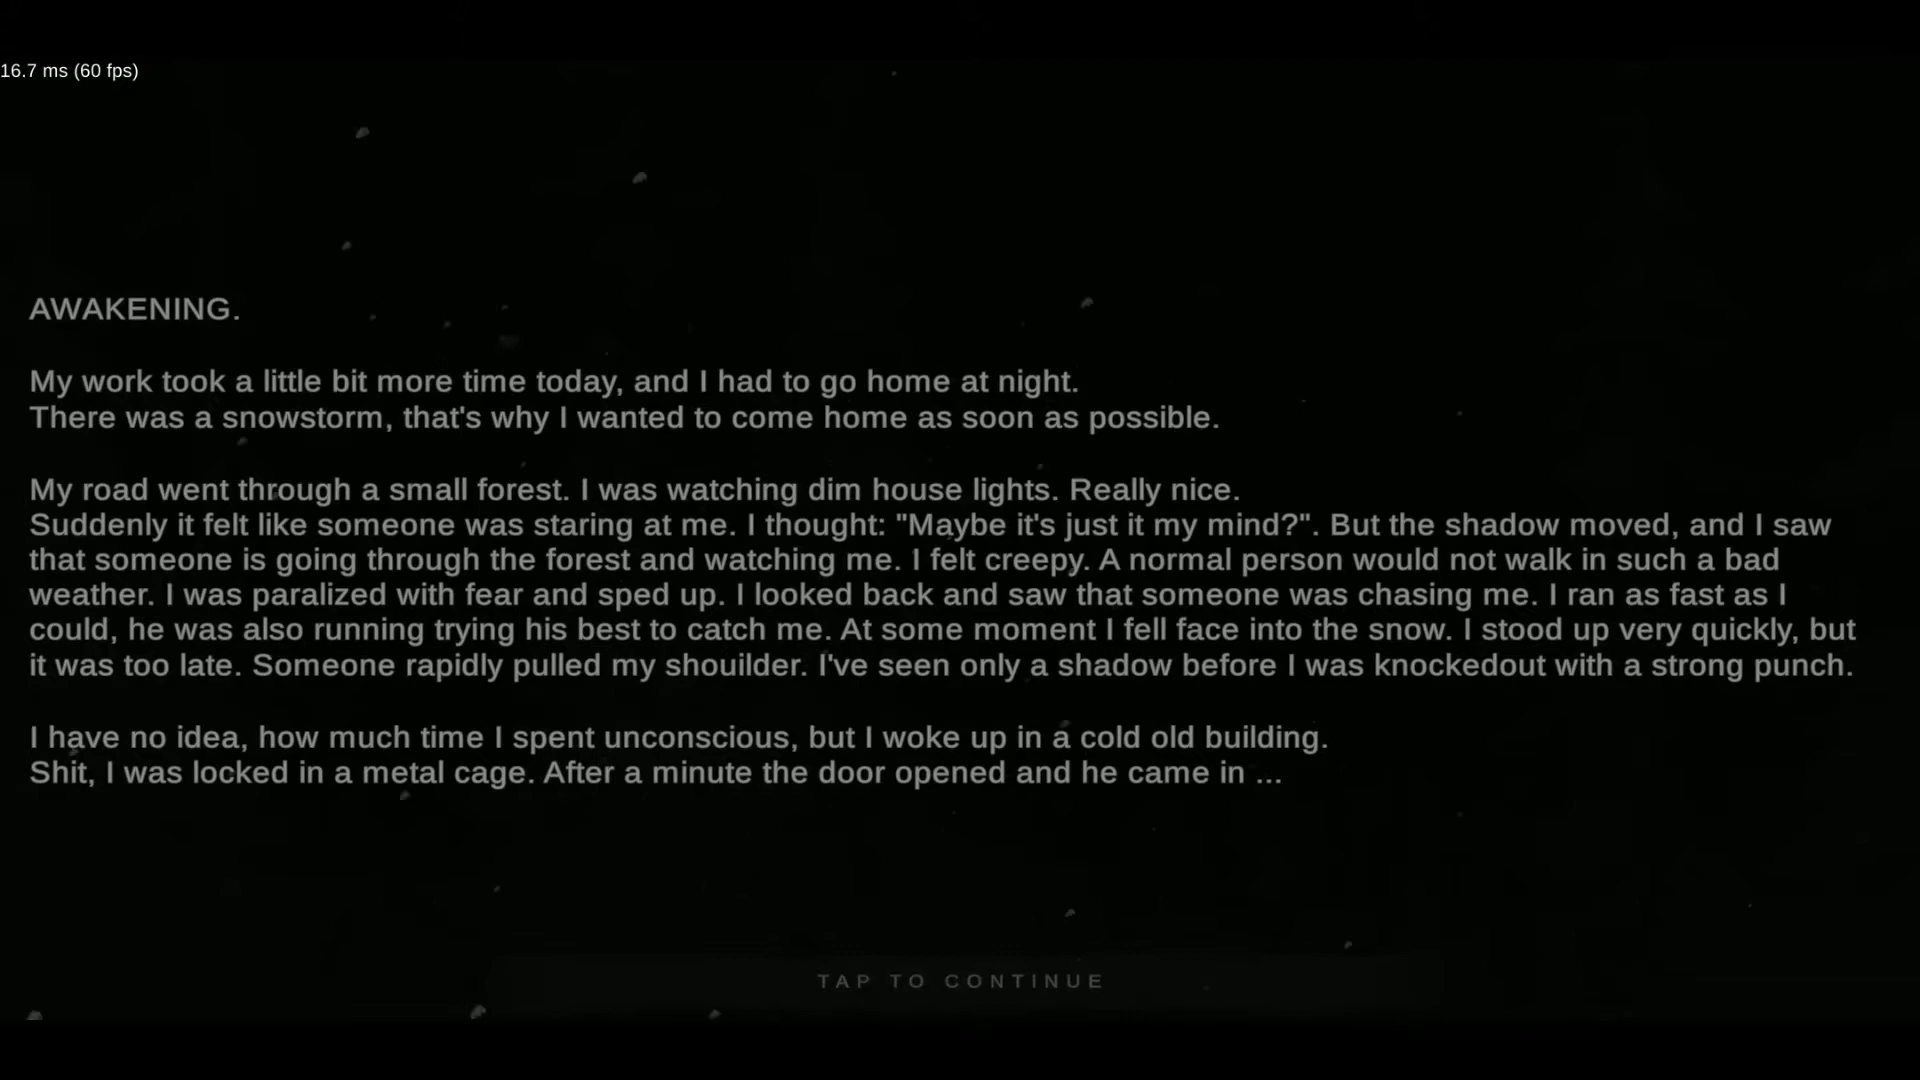 16.7 ms (60 fps)
AWAKENING.
My work took a little bit more time today, and I had to go home at night.
There was a snowstorm, that's why I wanted to come home as soon as possible.
My road went through a small forest. I was watching dim house lights. Really nice.
Suddenly it felt like someone was staring at me. I thought: "Maybe it's just it my mind?". But the shadow moved, and I saw
that someone is going through the forest and watching me. I felt creepy. A normal person would not walk in such a bad
weather. I was paralized with fear and sped up. I looked back and saw that someone was chasing me. I ran as fast as I
could, he was also running trying his best to catch me. At some moment I fell face into the snow. I stood up very quickly, but
it was too late. Someone rapidly pulled my shouilder. I've seen only a shadow before I was knockedout with a strong punch.
I have no idea, how much time I spent unconscious, but I woke up in a cold old building.
Shit, I was locked in a metal cage. After a minute the door opened and he came in ...
TAP TO CONTINUE